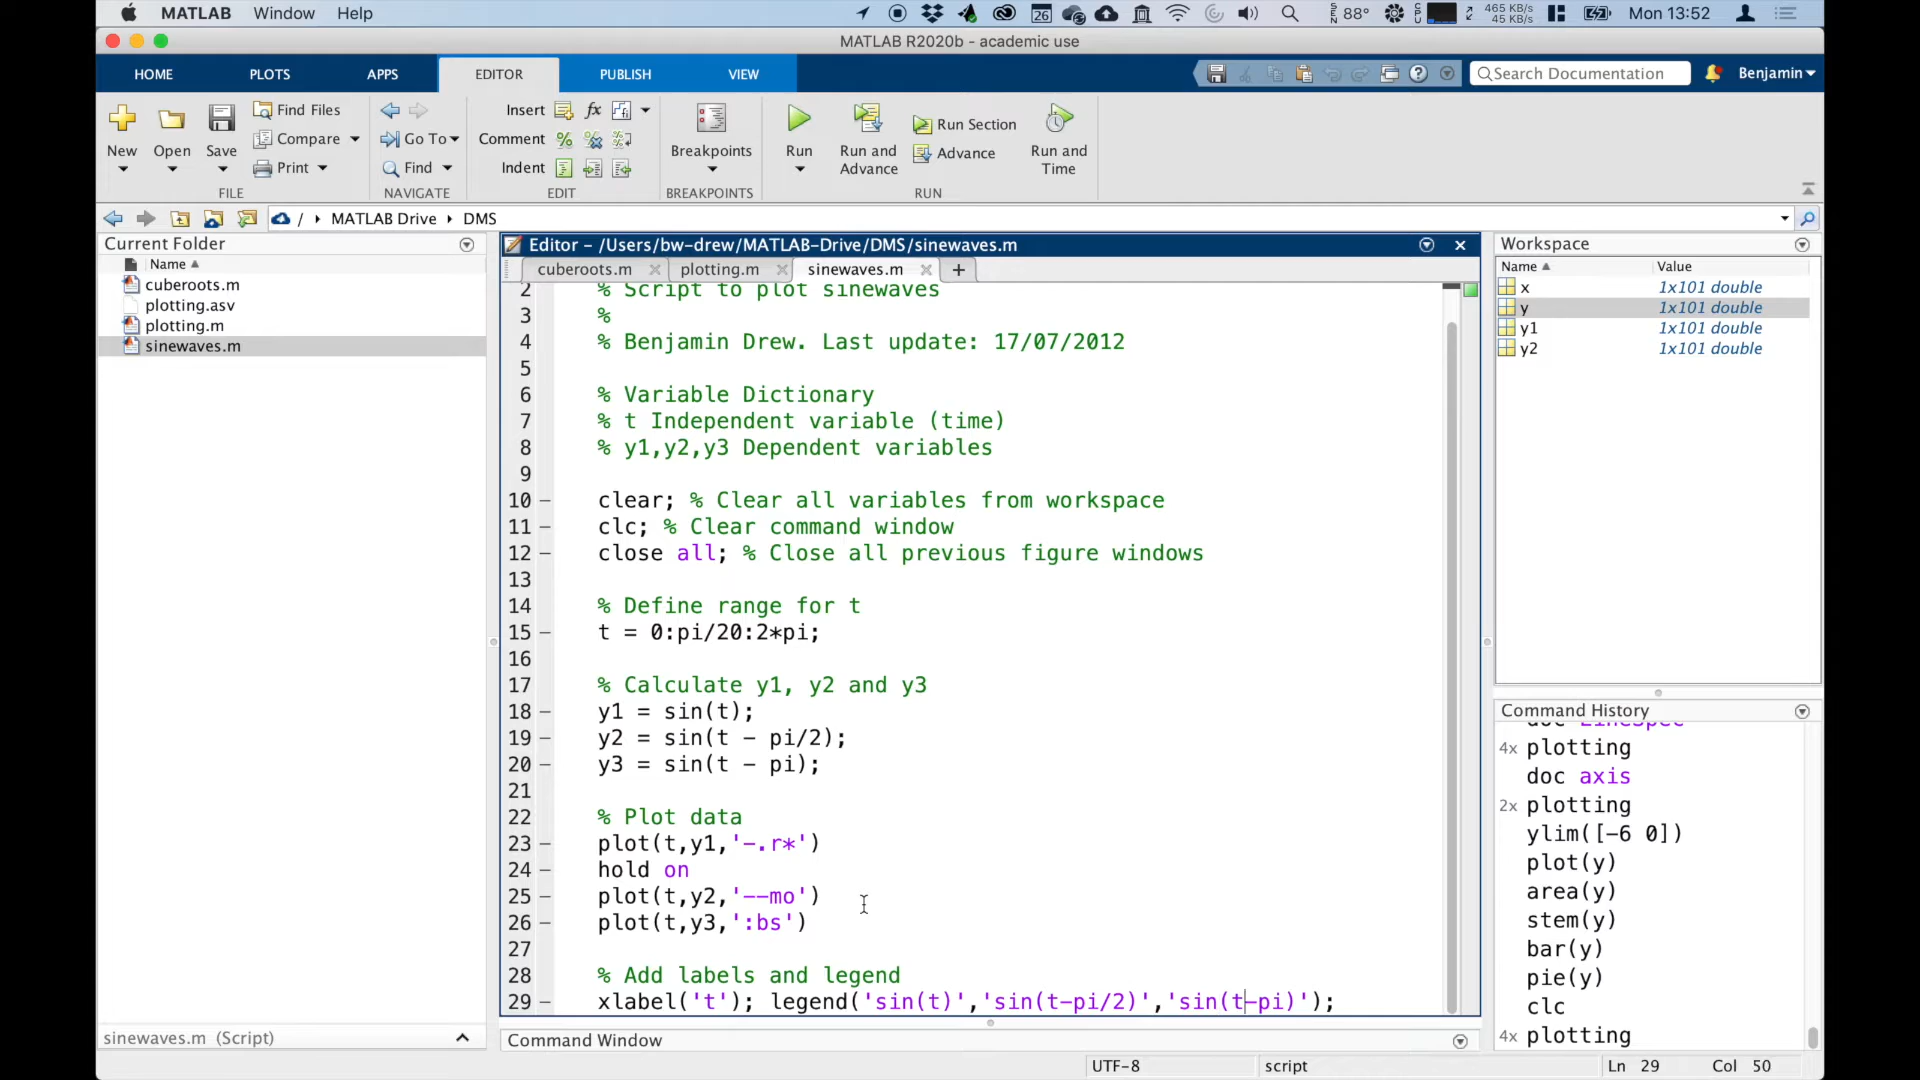 MATLAB Window Help
26 88° 465 KB/s 45 KB/s Mon 13:52
MATLAB R2020b - academic use
HOME PLOTS APPS EDITOR PUBLISH VIEW
Search Documentation Benjamin
New Open Save
Find Files
Compare
Print
FILE
Go To
Find
NAVIGATE
Insert fx
Comment
Indent
EDIT
Breakpoints
BREAKPOINTS
Run
Run and Advance
Run Section
Advance
Run and Time
RUN
/ MATLAB Drive DMS
Current Folder
Name
cuberoots.m
plotting.asv
plotting.m
sinewaves.m
sinewaves.m (Script)
Editor – /Users/bw-drew/MATLAB-Drive/DMS/sinewaves.m
cuberoots.m plotting.m sinewaves.m
2 % Script to plot sinewaves
3 %
4 % Benjamin Drew. Last update: 17/07/2012
5
6 % Variable Dictionary
7 % t Independent variable (time)
8 % y1,y2,y3 Dependent variables
9
10 – clear; % Clear all variables from workspace
11 – clc; % Clear command window
12 – close all; % Close all previous figure windows
13
14 % Define range for t
15 – t = 0:pi/20:2*pi;
16
17 % Calculate y1, y2 and y3
18 – y1 = sin(t);
19 – y2 = sin(t - pi/2);
20 – y3 = sin(t - pi);
21
22 % Plot data
23 – plot(t,y1,'-.r*')
24 – hold on
25 – plot(t,y2,'--mo')
26 – plot(t,y3,':bs')
27
28 % Add labels and legend
29 – xlabel('t'); legend('sin(t)','sin(t-pi/2)','sin(t-pi)');
Command Window
Workspace
Name Value
x 1x101 double
y 1x101 double
y1 1x101 double
y2 1x101 double
Command History
doc LineSpec
4x plotting
doc axis
2x plotting
ylim([-6 0])
plot(y)
area(y)
stem(y)
bar(y)
pie(y)
clc
4x plotting
UTF-8 script Ln 29 Col 50